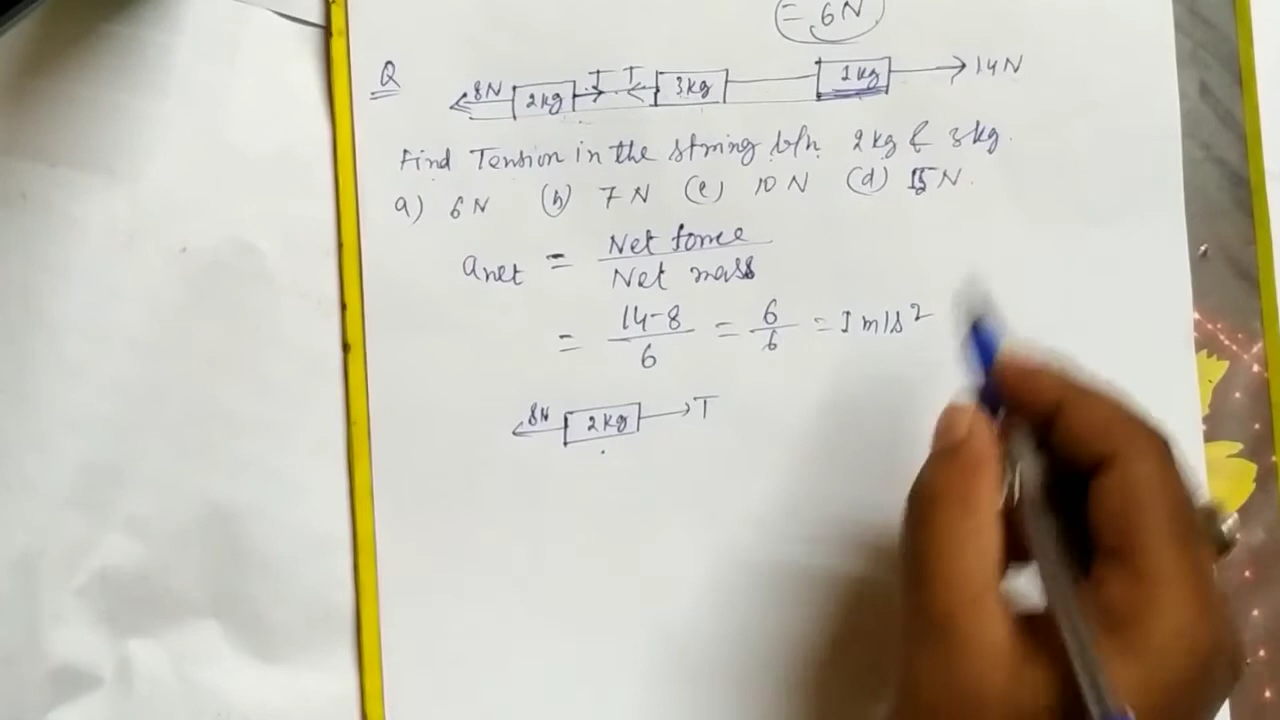 = 6N
Q
8N 2kg T T 3kg 1kg 14N
Find Tension in the string b/n 2kg & 3kg.
a) 6N (b) 7N (c) 10N (d) 15N.
anet = Net force / Net mass
= 14-8 / 6 = 6 / 6 = 1 m/s²
8N 2kg T